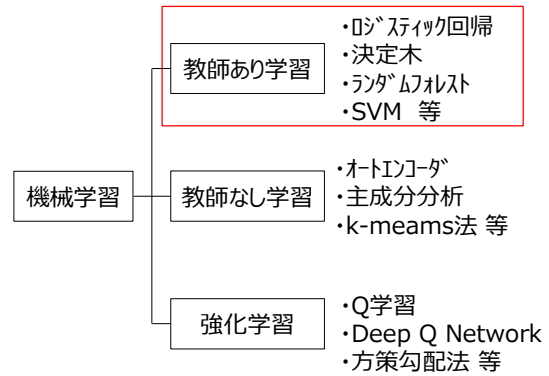 機械学習
教師あり学習
・ﾛｼﾞｽﾃｨｯｸ回帰
・決定木
・ﾗﾝﾀﾞﾑﾌｫﾚｽﾄ
・SVM 等
教師なし学習
・ｵｰﾄｴﾝｺｰﾀﾞ
・主成分分析
・k-meams法 等
強化学習
・Q学習
・Deep Q Network
・方策勾配法 等